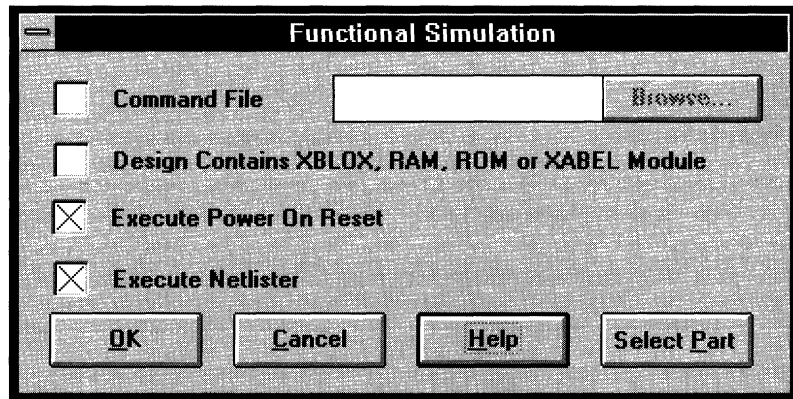 Functional Simulation
Command File Browse...
Design Contains XBLOX, RAM, ROM or XABEL Module
Execute Power On Reset
Execute Netlister
OK Cancel Help Select Part